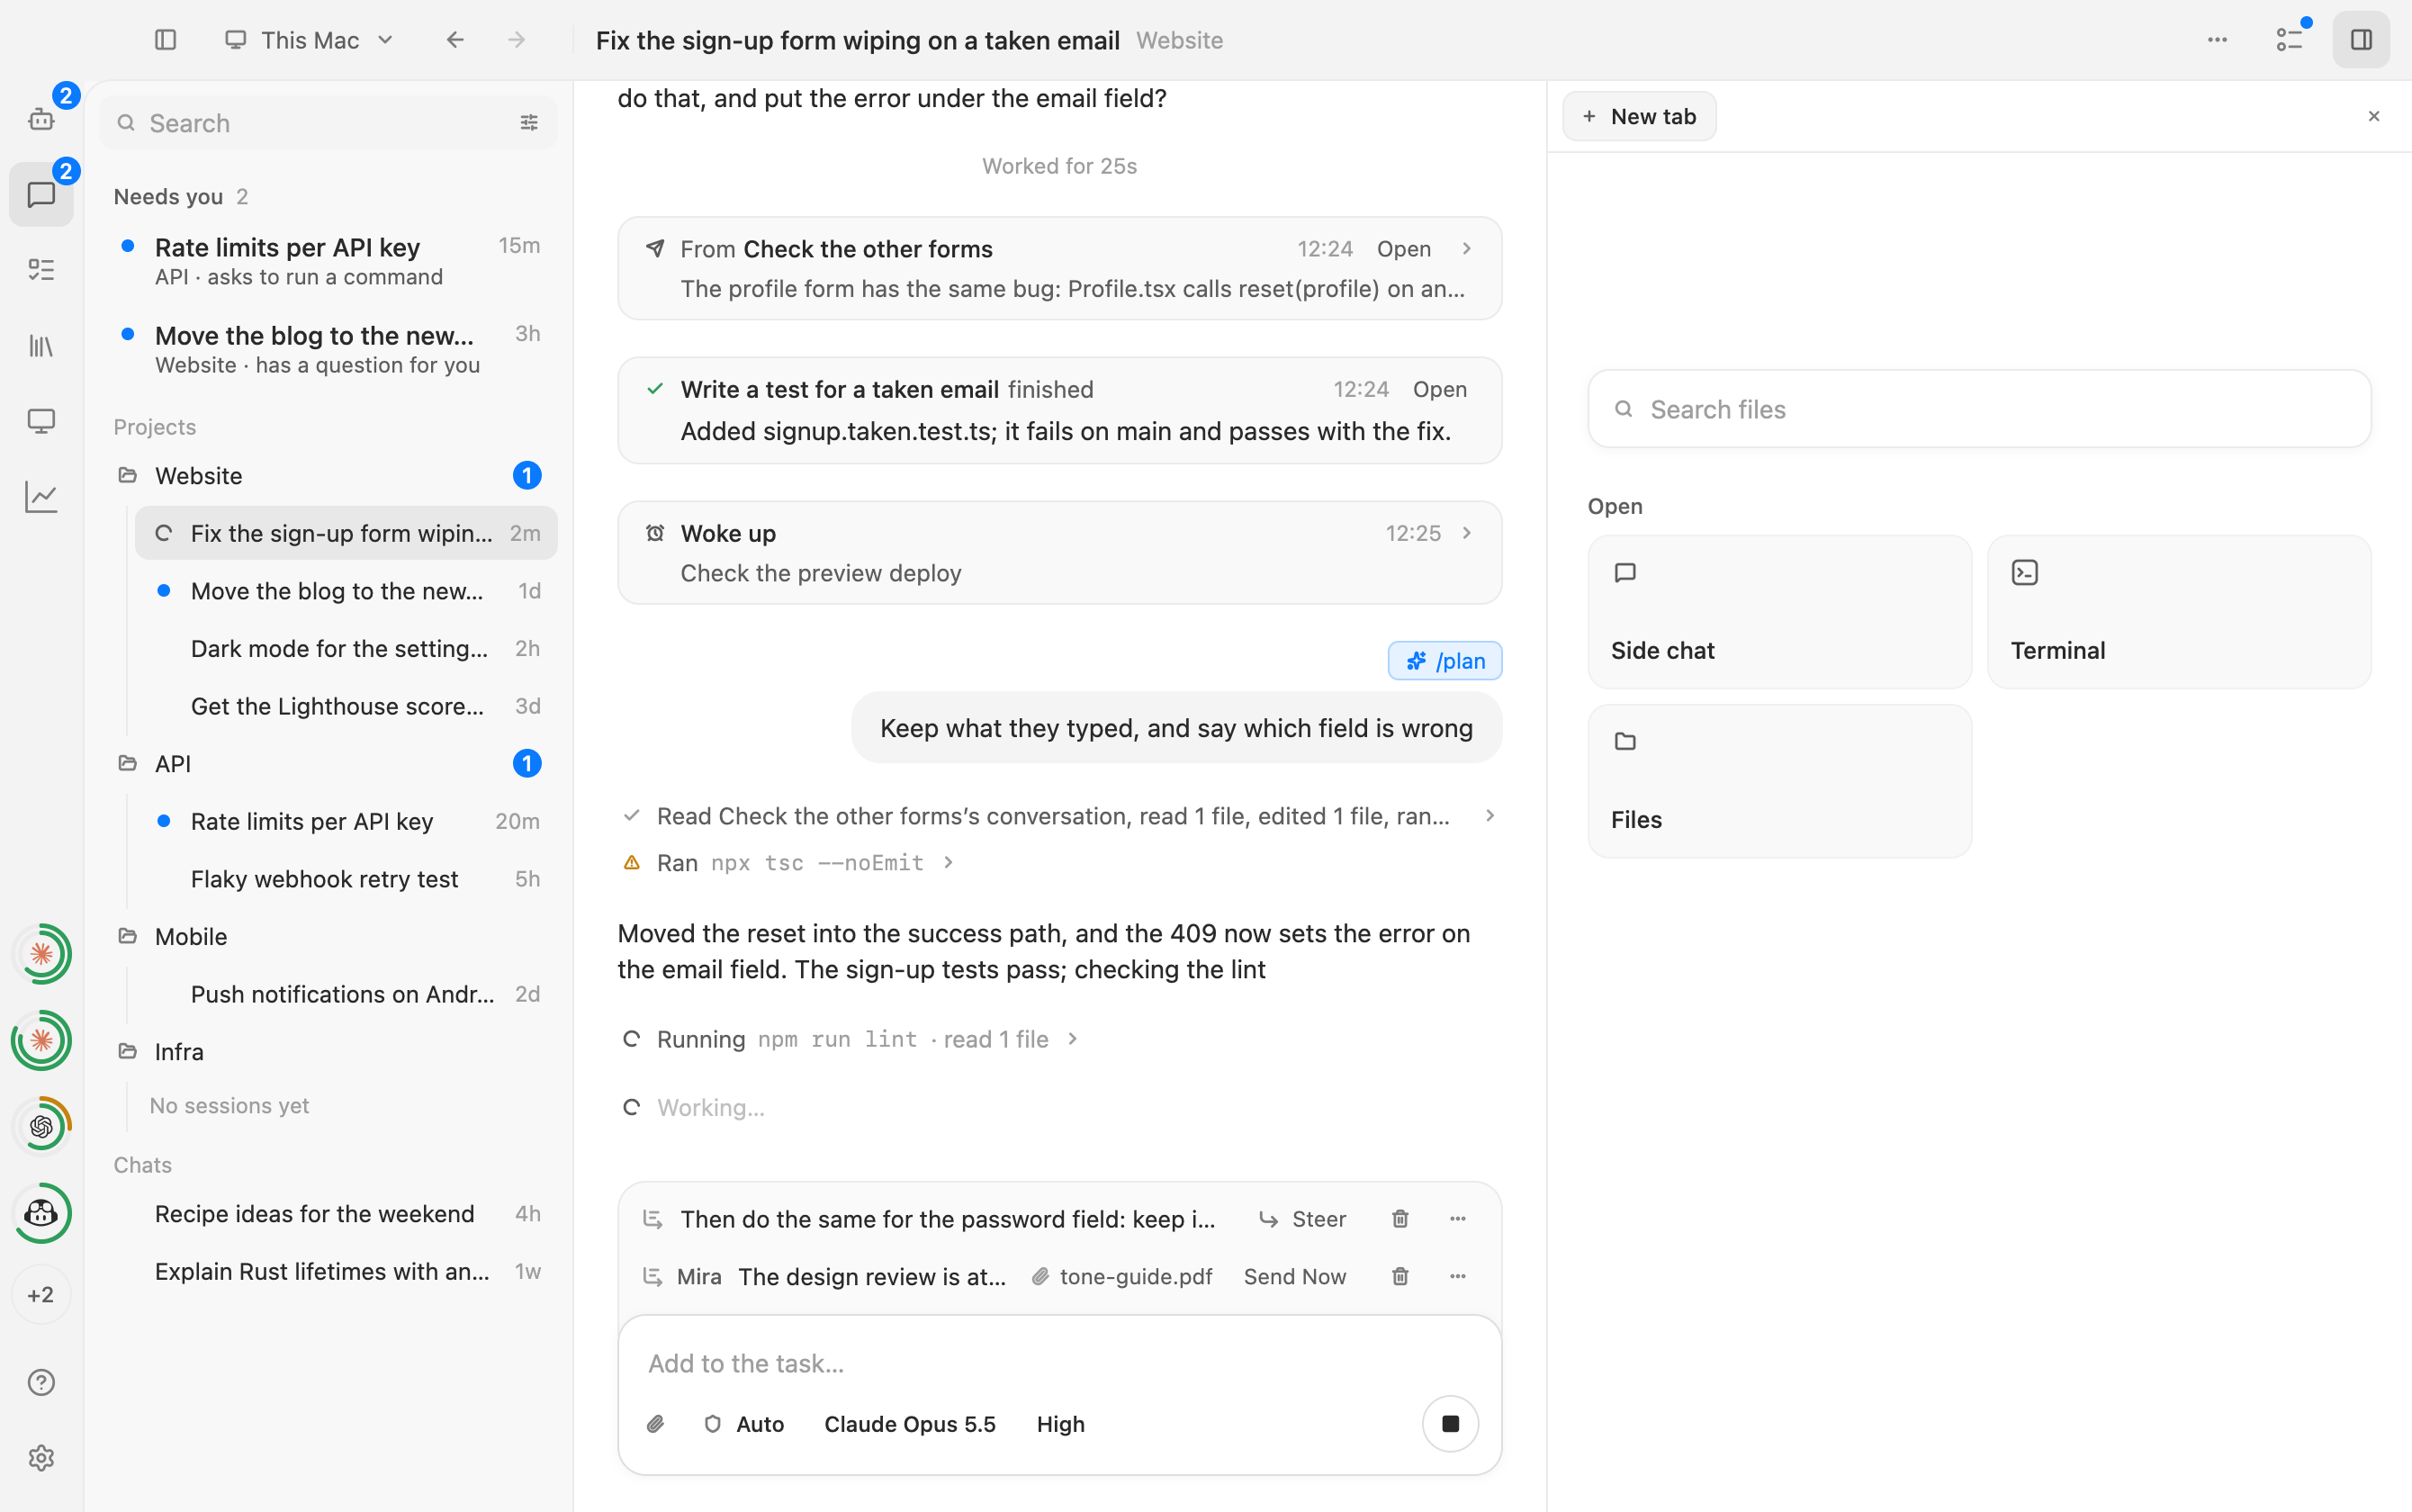 This Mac
Fix the sign-up form wiping on a taken email Website
2
2
+2
Search
Needs you 2
Rate limits per API key 15m
API · asks to run a command
Move the blog to the new... 3h
Website · has a question for you
Projects
Website 1
Fix the sign-up form wipin... 2m
Move the blog to the new... 1d
Dark mode for the setting... 2h
Get the Lighthouse score... 3d
API 1
Rate limits per API key 20m
Flaky webhook retry test 5h
Mobile
Push notifications on Andr... 2d
Infra
No sessions yet
Chats
Recipe ideas for the weekend 4h
Explain Rust lifetimes with an... 1w
do that, and put the error under the email field?
Worked for 25s
From Check the other forms 12:24 Open
The profile form has the same bug: Profile.tsx calls reset(profile) on an...
Write a test for a taken email finished 12:24 Open
Added signup.taken.test.ts; it fails on main and passes with the fix.
Woke up 12:25
Check the preview deploy
/plan
Keep what they typed, and say which field is wrong
Read Check the other forms’s conversation, read 1 file, edited 1 file, ran...
Ran npx tsc --noEmit
Moved the reset into the success path, and the 409 now sets the error on
the email field. The sign-up tests pass; checking the lint
Running npm run lint · read 1 file
Working...
Then do the same for the password field: keep i... Steer
Mira The design review is at... tone-guide.pdf Send Now
Add to the task...
Auto Claude Opus 5.5 High
New tab
Search files
Open
Side chat
Terminal
Files